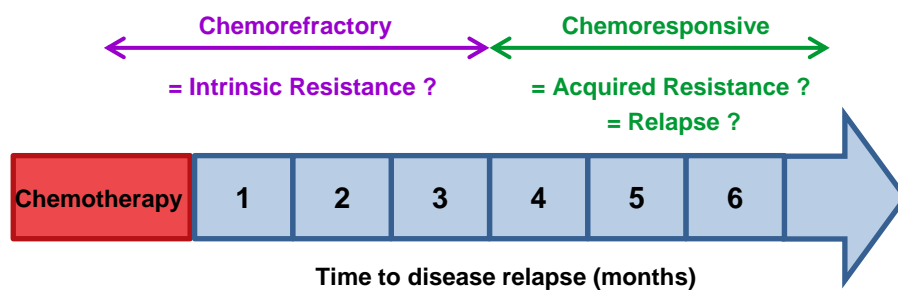 Chemorefractory
Chemoresponsive
= Intrinsic Resistance ?
= Acquired Resistance ?
= Relapse ?
Chemotherapy
1
2
3
4
5
6
Time to disease relapse (months)